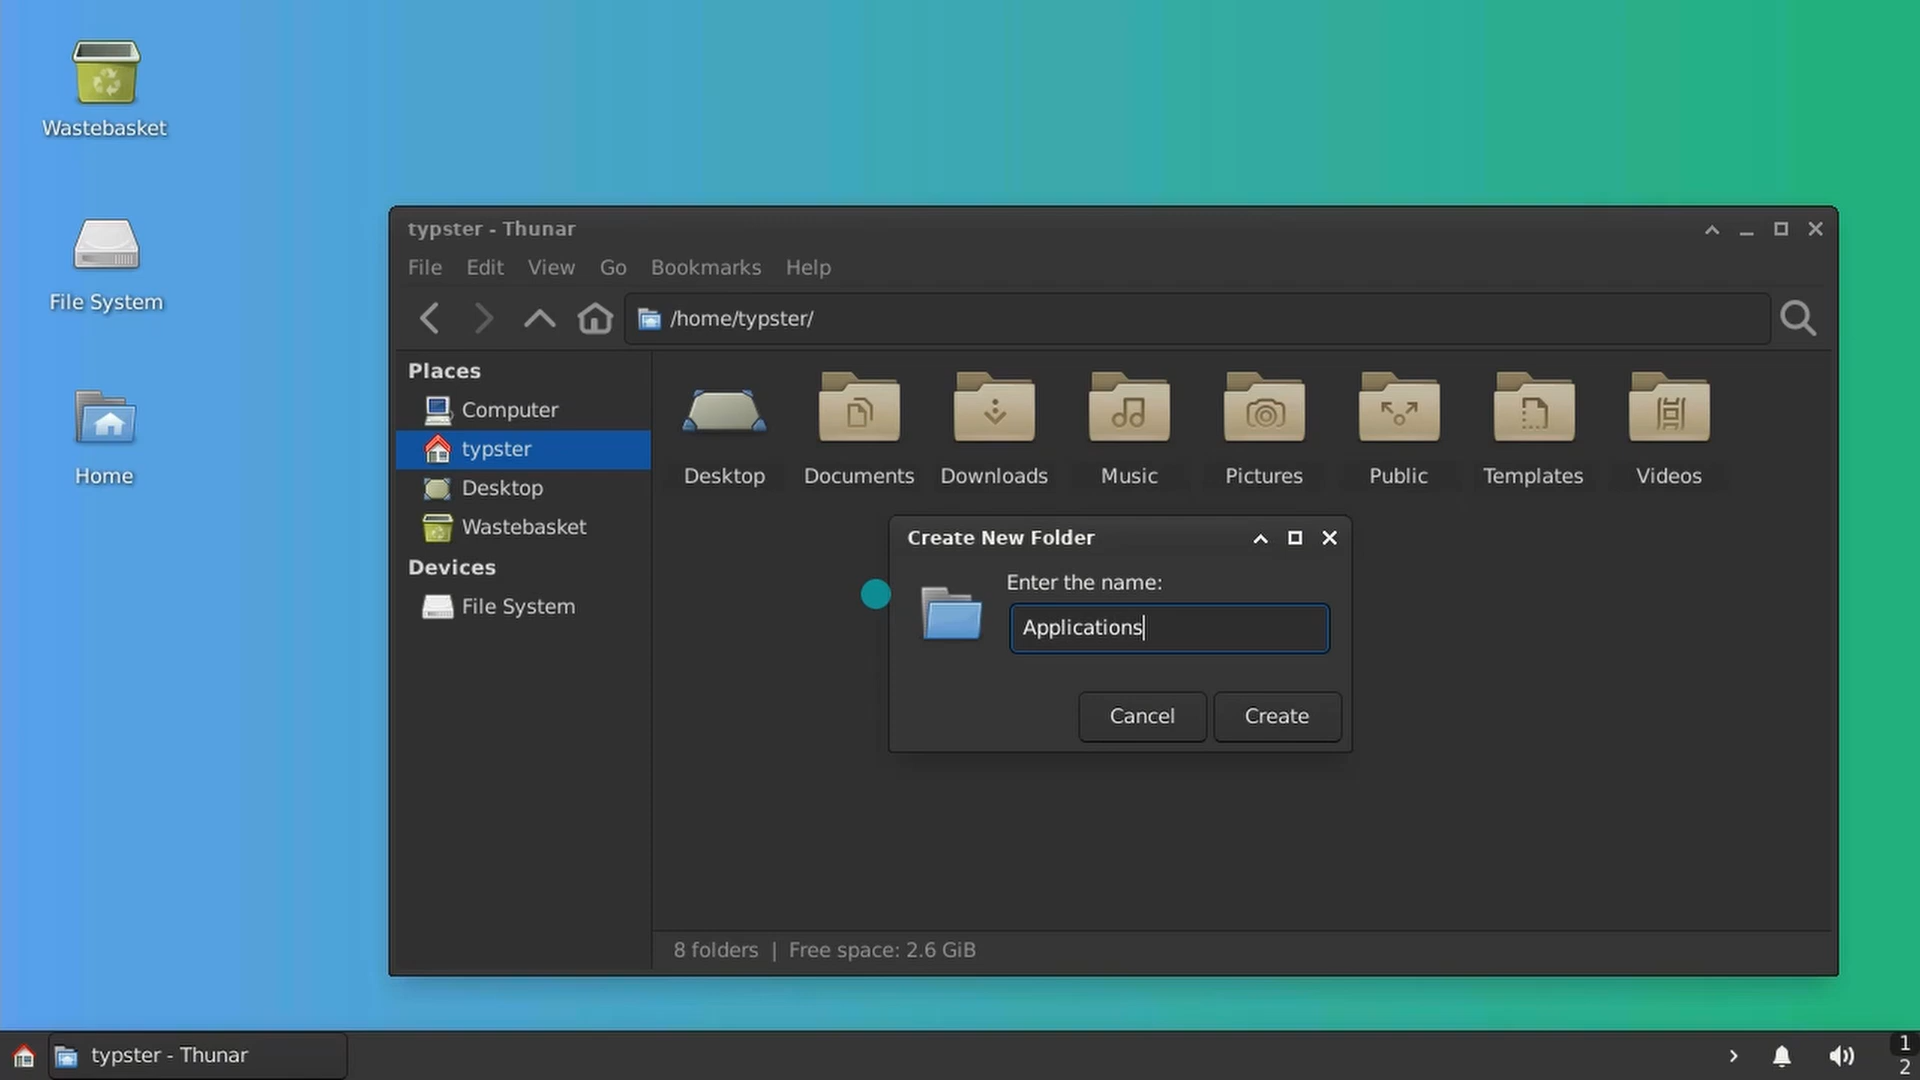 Wastebasket
File System
Home
typster - Thunar
File Edit View Go Bookmarks Help
/home/typster/
Places
Computer
typster
Desktop
Wastebasket
Devices
File System
Desktop Documents Downloads Music Pictures Public Templates Videos
Create New Folder
Enter the name:
Applications
Cancel Create
8 folders | Free space: 2.6 GiB
typster - Thunar
1
2